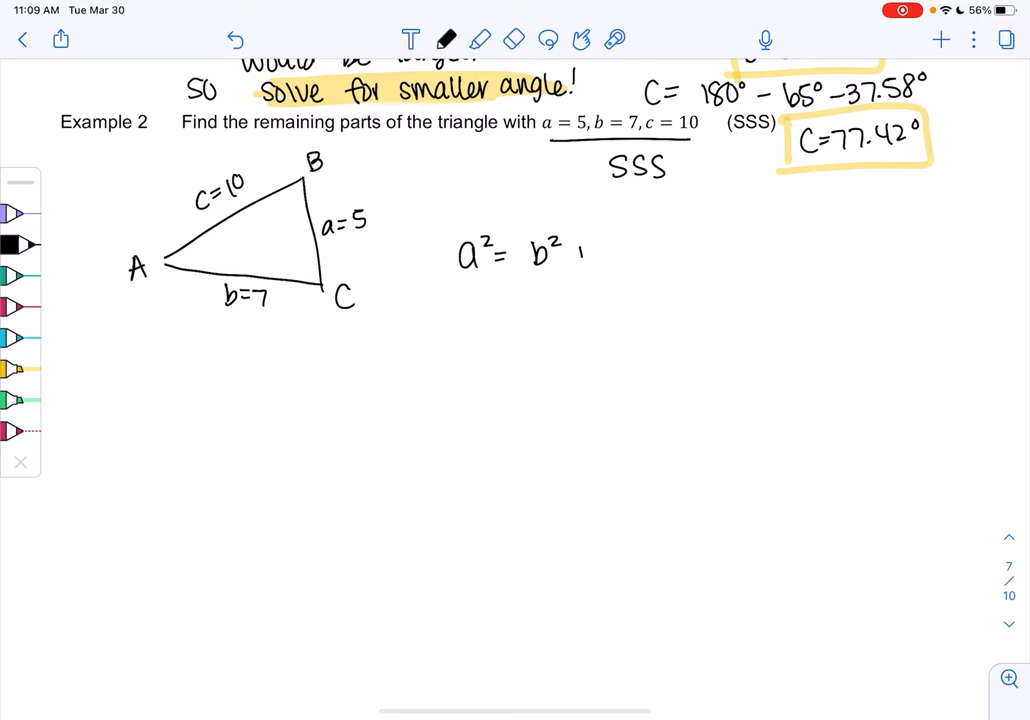 11:09 AM Tue Mar 30
56%
So solve for smaller angle!
C = 180° - 65° - 37.58°
Example 2 Find the remaining parts of the triangle with a = 5, b = 7, c = 10 (SSS)
C = 77.42°
SSS
B
c = 10
a = 5
A
b = 7
C
a² = b²
7
/
10